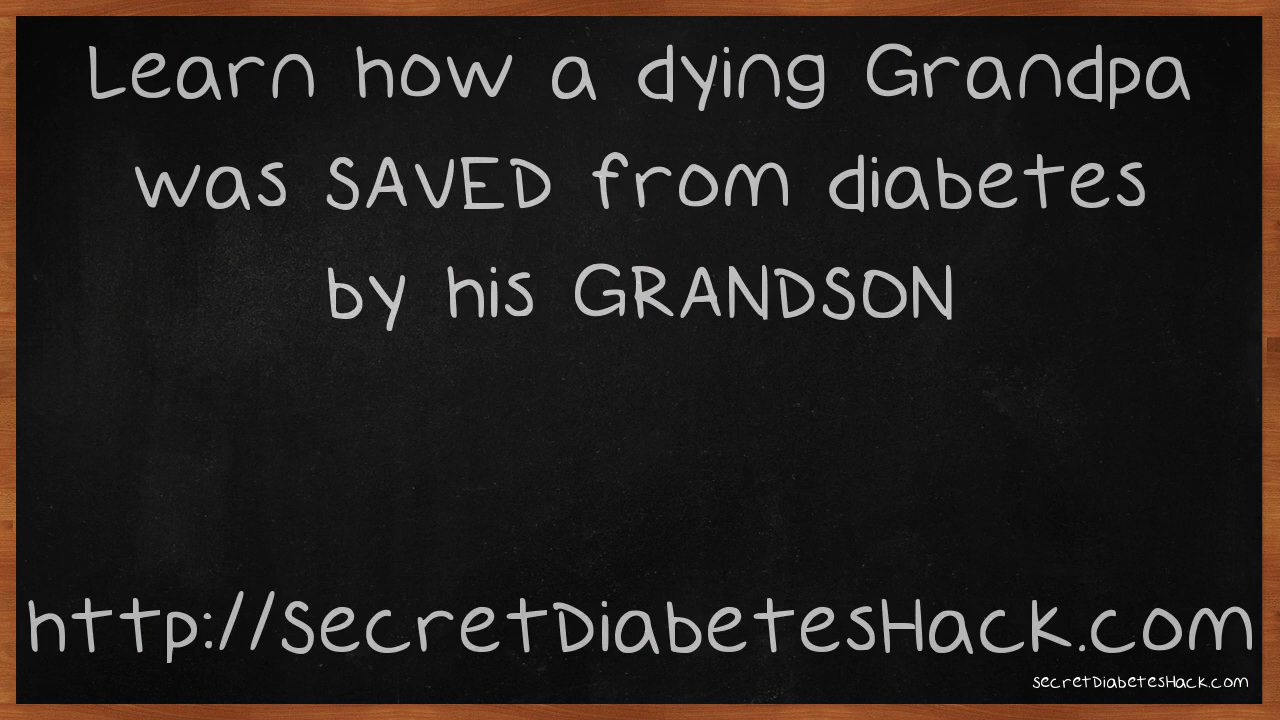 Learn how a dying Grandpa
was SAVED from diabetes
by his GRANDSON
http://SecretDiabetesHack.com
SecretDiabetesHack.com